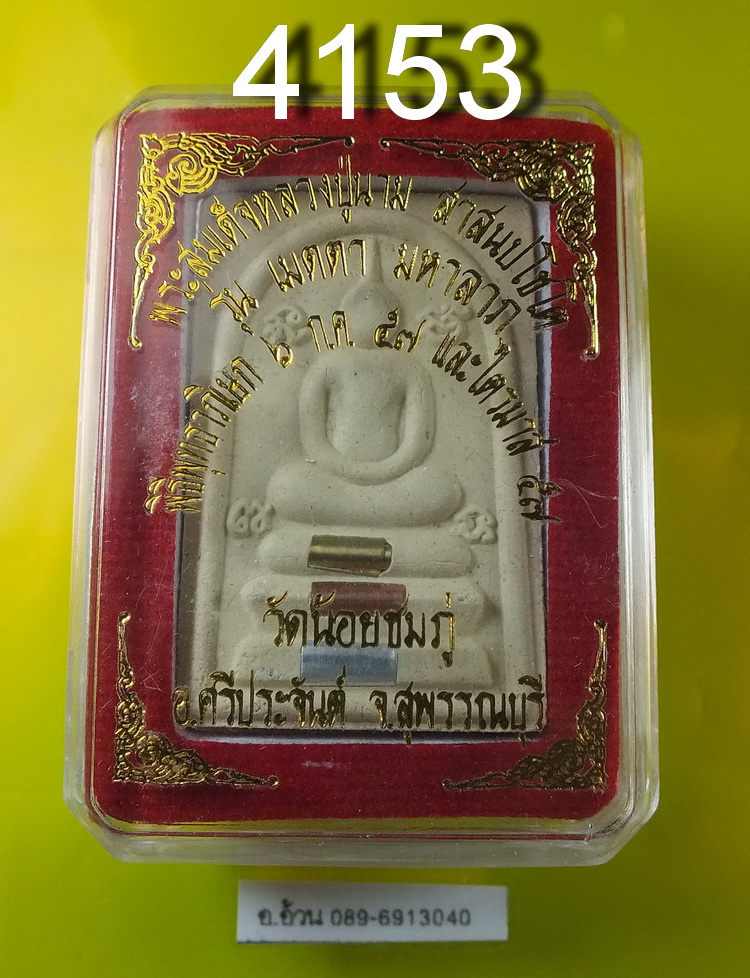 4153
พระสมเด็จหลวงปู่นาม สาสนปโชโต
รุ่น เมตตา มหาลาภ
พิธีพุทธาภิเษก ๖ ก.ค. ๕๗ และไตรมาส ๕๗
วัดน้อยชมภู่
อ.ศรีประจันต์ จ.สุพรรณบุรี
อ.อ้วน 089-6913040